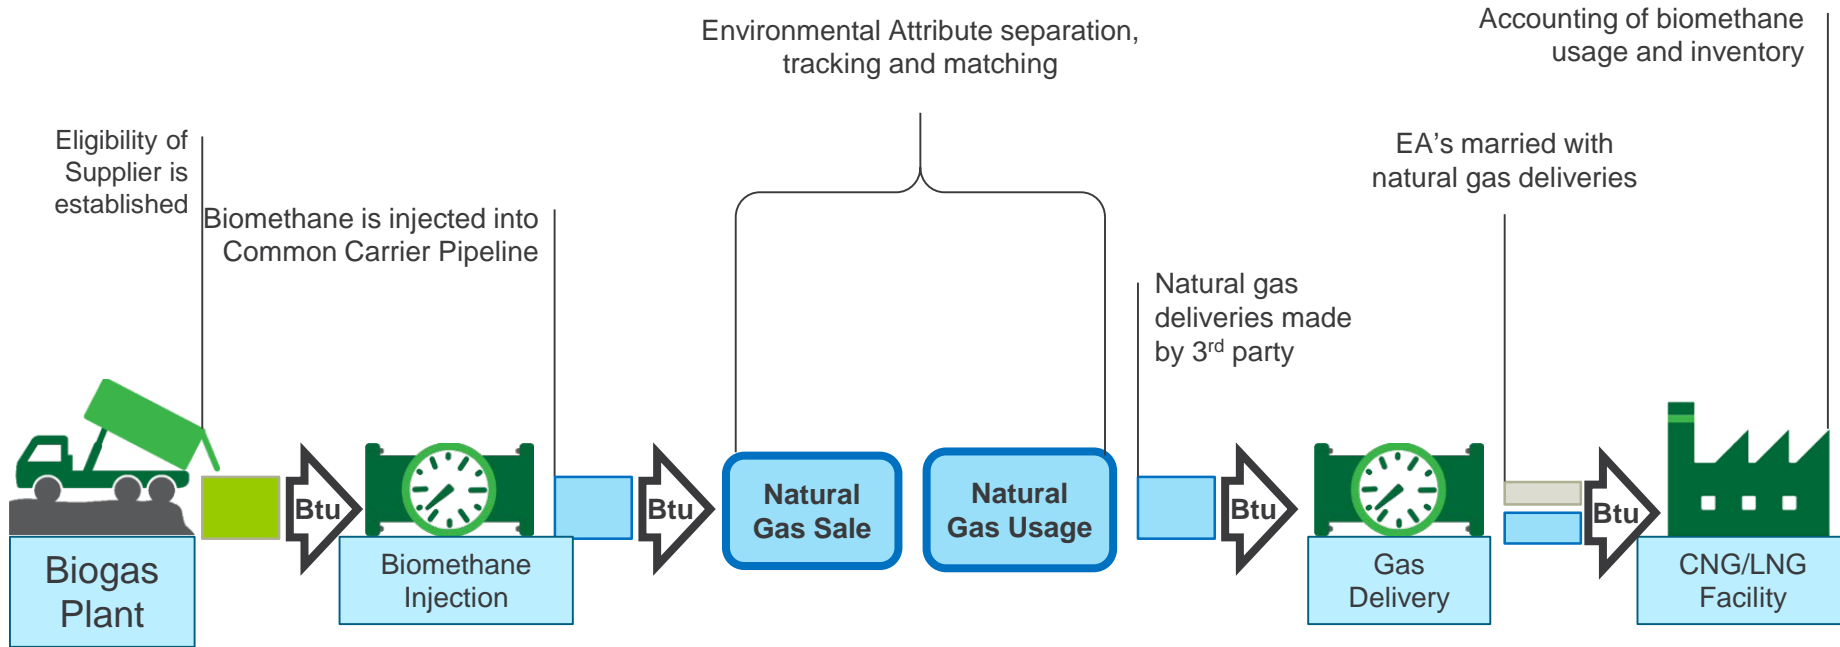 Environmental Attribute separation,
tracking and matching
Accounting of biomethane
usage and inventory
Eligibility of
Supplier is
established
Biomethane is injected into
Common Carrier Pipeline
EA's married with
natural gas deliveries
Natural gas
deliveries made
by 3rd party
Btu
Btu
Natural
Gas Sale
Natural
Gas Usage
Btu
Btu
Biogas
Plant
Biomethane
Injection
Gas
Delivery
CNG/LNG
Facility